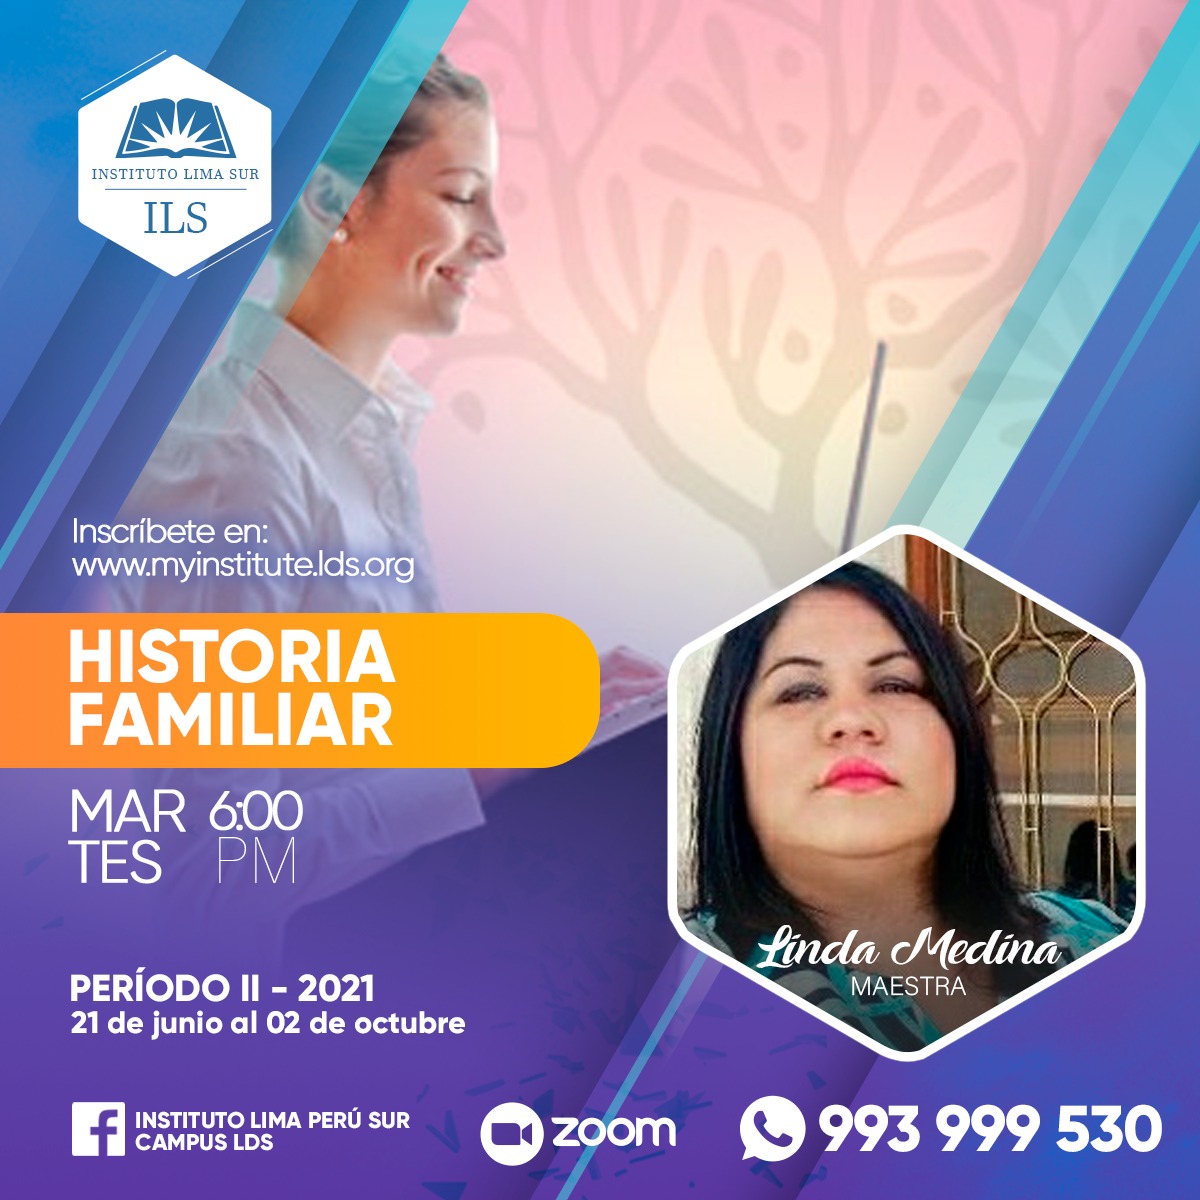 INSTITUTO LIMA SUR
ILS
Inscríbete en:
www.myinstitute.lds.org
HISTORIA
FAMILIAR
MAR 6:00
TES PM
Linda Medina
MAESTRA
PERÍODO II - 2021
21 de junio al 02 de octubre
INSTITUTO LIMA PERÚ SUR
CAMPUS LDS
zoom
993 999 530